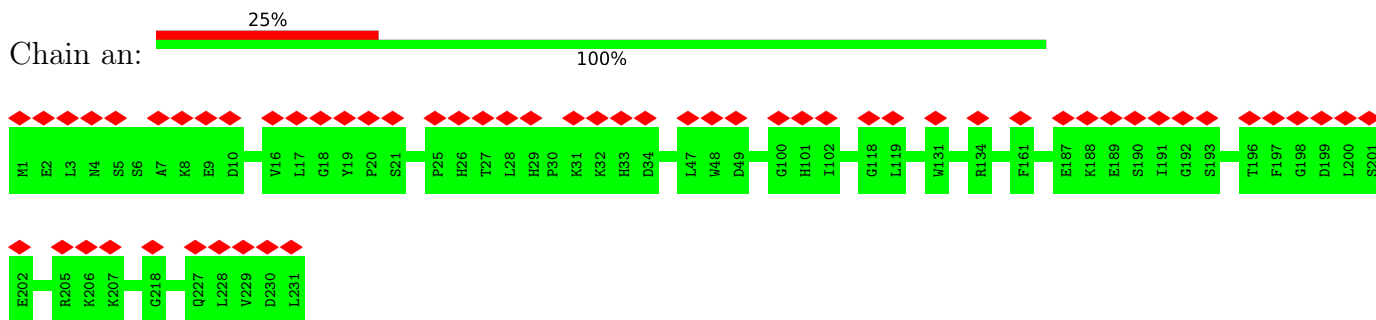 25%
Chain an:
100%
M1 E2 L3 N4 S5 S6 A7 K8 E9 D10 V16 L17 G18 Y19 P20 S21 P25 H26 T27 L28 H29 P30 K31 K32 H33 D34 L47 W48 D49 G100 H101 I102 G118 L119 W131 R134 F161 E187 K188 E189 S190 I191 G192 S193 T196 F197 G198 D199 L200 S201
E202 R205 K206 K207 G218 Q227 L228 V229 D230 L231